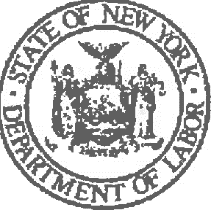 STATE OF NEW YORK
DEPARTMENT OF LABOR